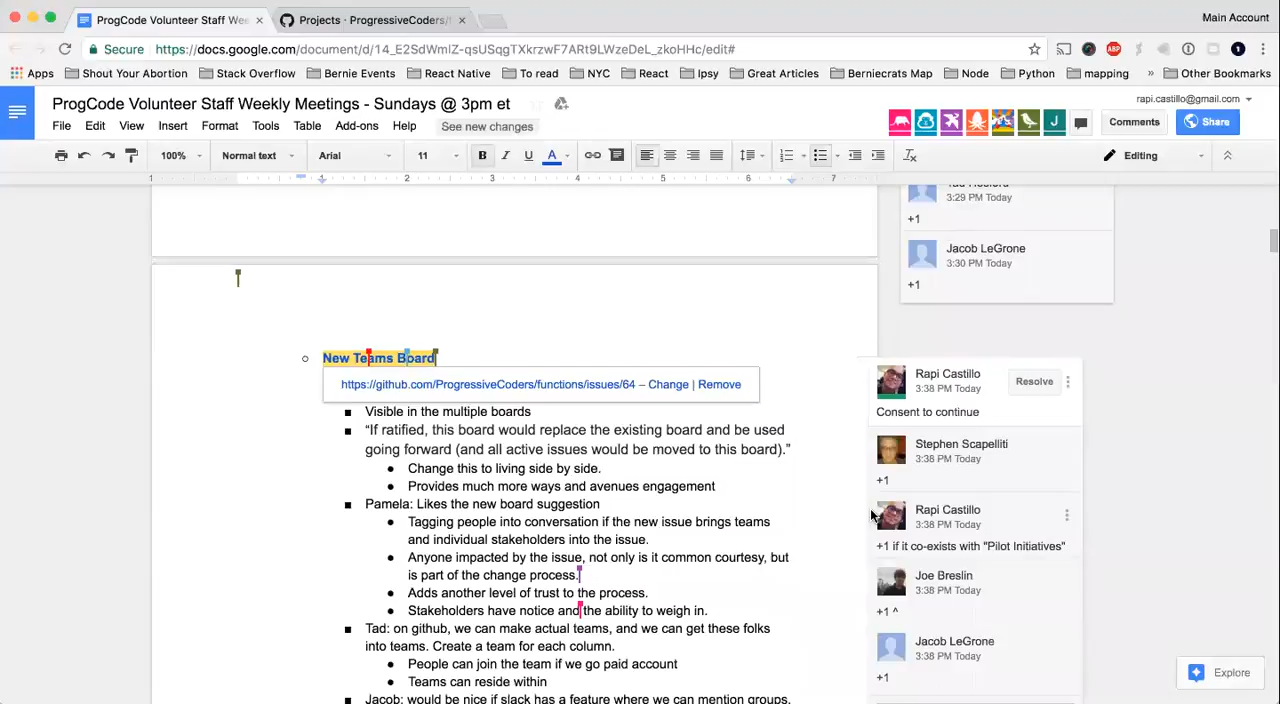 ProgCode Volunteer Staff Wee
Projects · ProgressiveCoders/f
Main Account
Secure
https://docs.google.com/document/d/14_E2SdWmlZ-qsUSqgTXkrzwF7ARt9LWzeDeL_zkoHHc/edit#
ABP
Apps
Shout Your Abortion
Stack Overflow
Bernie Events
React Native
To read
NYC
React
Ipsy
Great Articles
Berniecrats Map
Node
Python
mapping
»
Other Bookmarks
ProgCode Volunteer Staff Weekly Meetings - Sundays @ 3pm et
rapi.castillo@gmail.com
File Edit View Insert Format Tools Table Add-ons Help See new changes
J
Comments
Share
100% Normal text Arial 11 B I U A
Editing
1 1 2 3 4 5 6 7
3:29 PM Today
+1
Jacob LeGrone
3:30 PM Today
+1
New Teams Board
https://github.com/ProgressiveCoders/functions/issues/64 – Change | Remove
Visible in the multiple boards
“If ratified, this board would replace the existing board and be used
going forward (and all active issues would be moved to this board).”
Change this to living side by side.
Provides much more ways and avenues engagement
Pamela: Likes the new board suggestion
Tagging people into conversation if the new issue brings teams
and individual stakeholders into the issue.
Anyone impacted by the issue, not only is it common courtesy, but
is part of the change process.
Adds another level of trust to the process.
Stakeholders have notice and the ability to weigh in.
Tad: on github, we can make actual teams, and we can get these folks
into teams. Create a team for each column.
People can join the team if we go paid account
Teams can reside within
Jacob: would be nice if slack has a feature where we can mention groups.
Rapi Castillo
3:38 PM Today
Resolve
Consent to continue
Stephen Scapelliti
3:38 PM Today
+1
Rapi Castillo
3:38 PM Today
+1 if it co-exists with "Pilot Initiatives"
Joe Breslin
3:38 PM Today
+1 ^
Jacob LeGrone
3:38 PM Today
+1
Explore